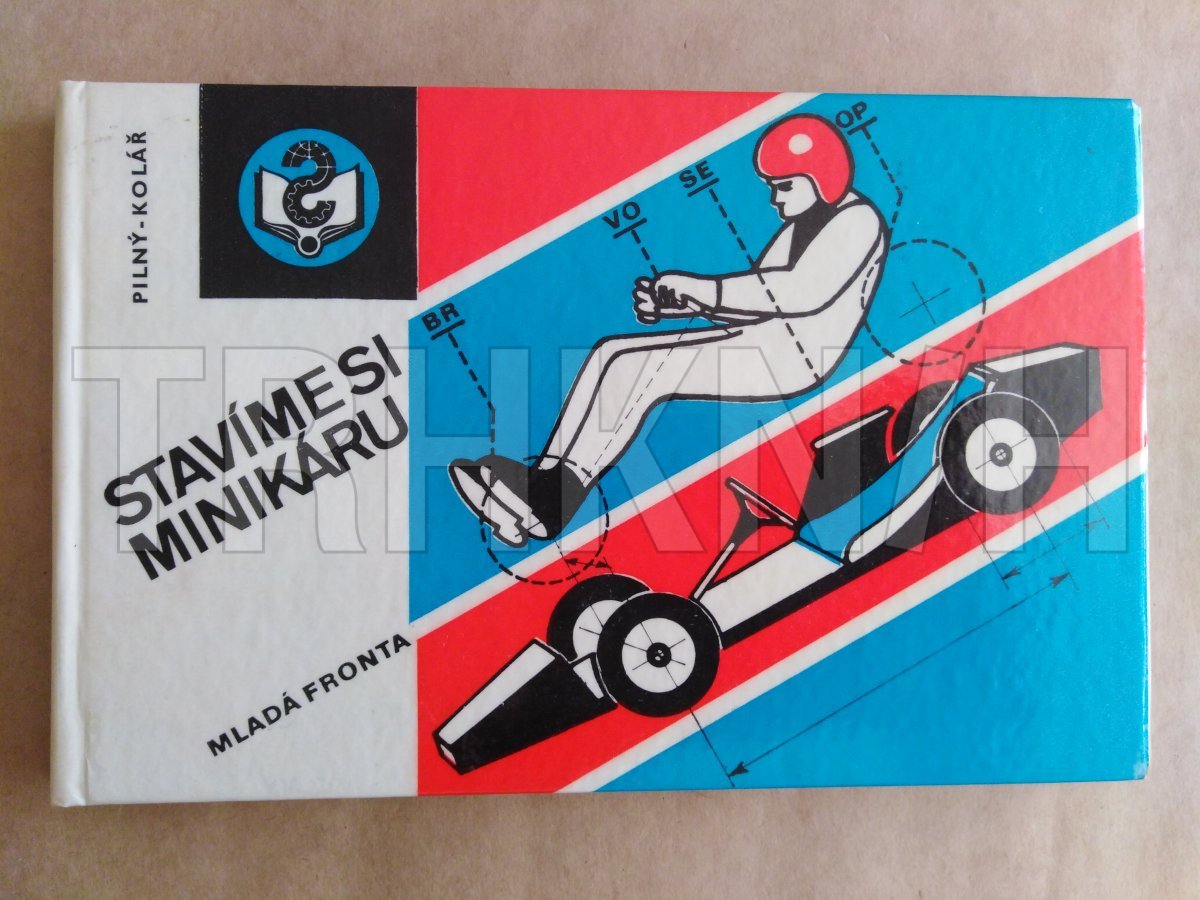 PILNÝ-KOLÁŘ
STAVÍME SI
MINIKÁRU
MLADÁ FRONTA
BR
VO
SE
OP
TRHKNIH